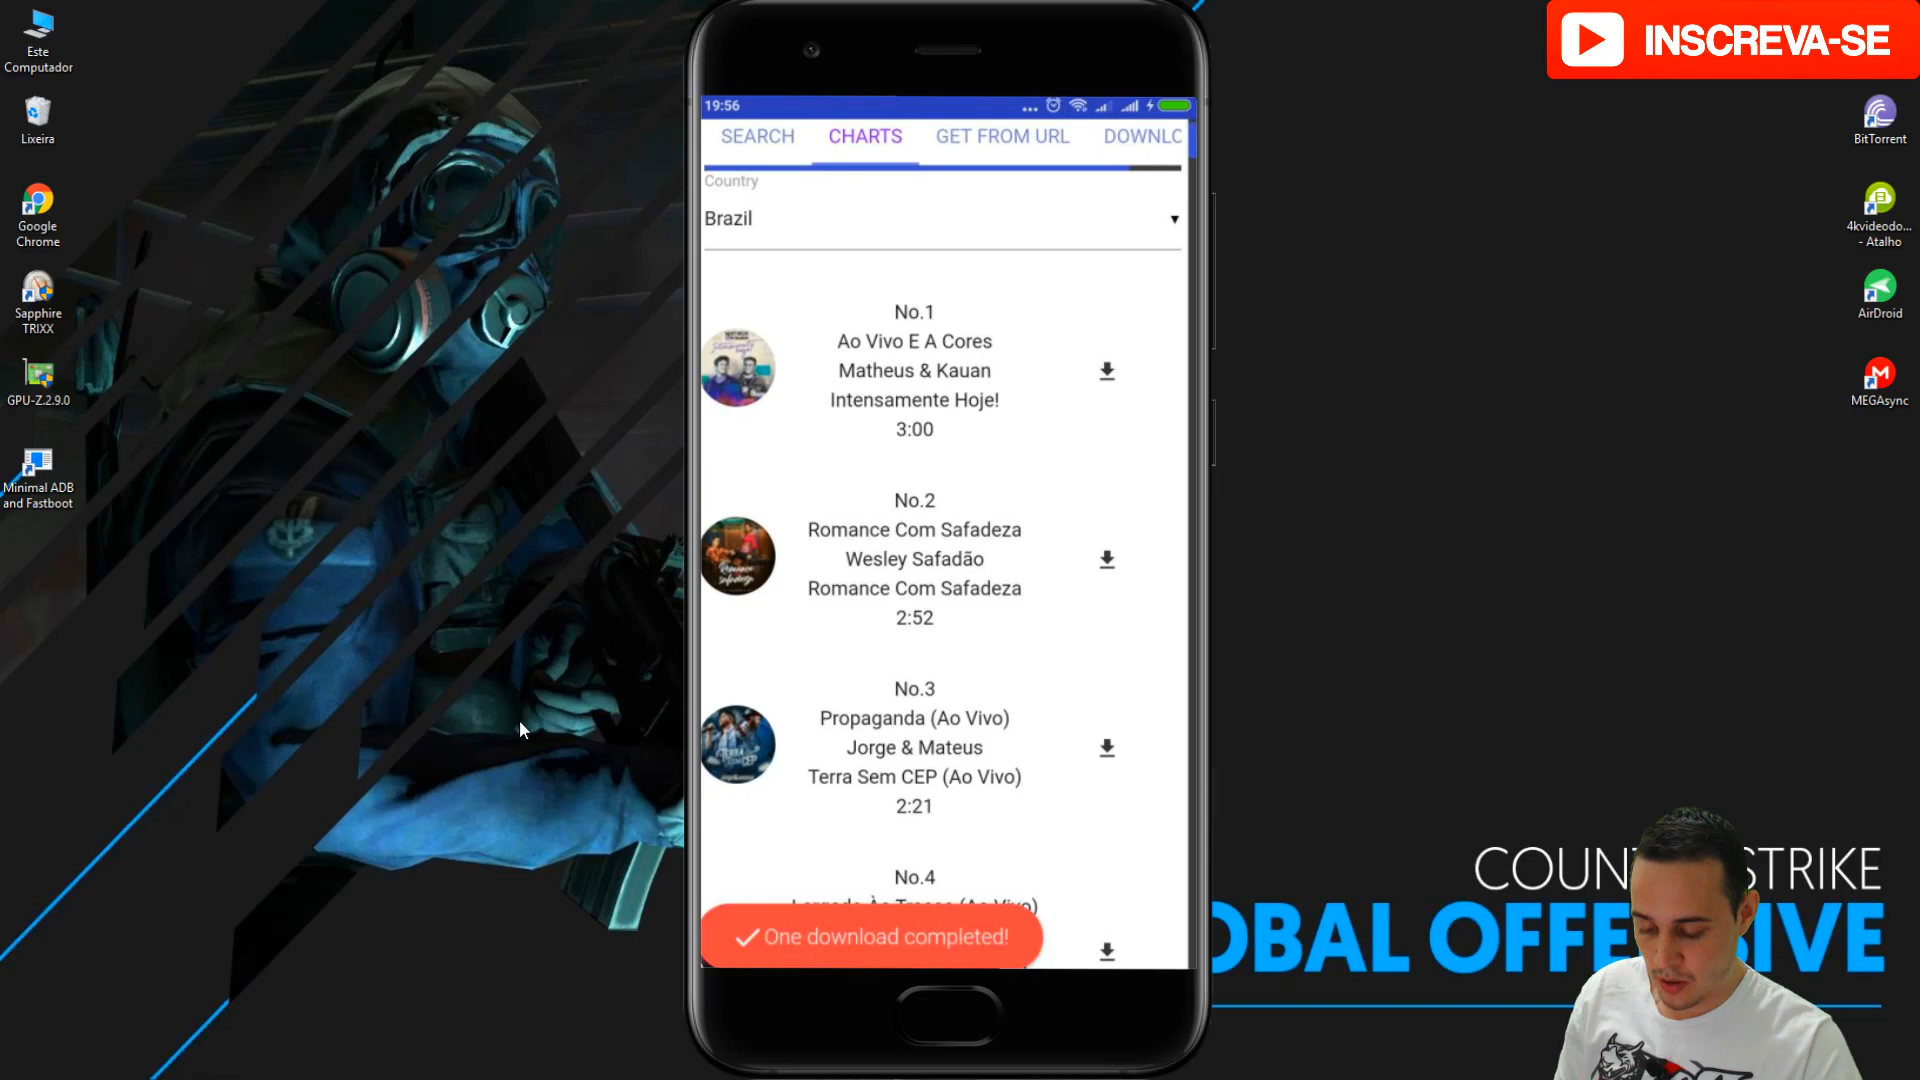 Este
Computador
Lixeira
Google
Chrome
Sapphire
TRIXX
GPU-Z.2.9.0
Minimal ADB
and Fastboot
19:56
SEARCH CHARTS GET FROM URL DOWNLC
Country
Brazil
No.1
Ao Vivo E A Cores
Matheus & Kauan
Intensamente Hoje!
3:00
No.2
Romance Com Safadeza
Wesley Safadão
Romance Com Safadeza
2:52
No.3
Propaganda (Ao Vivo)
Jorge & Mateus
Terra Sem CEP (Ao Vivo)
2:21
No.4
One download completed!
INSCREVA-SE
BitTorrent
4kvideodo...
- Atalho
AirDroid
MEGAsync
COUN STRIKE
OBAL OFFE IVE